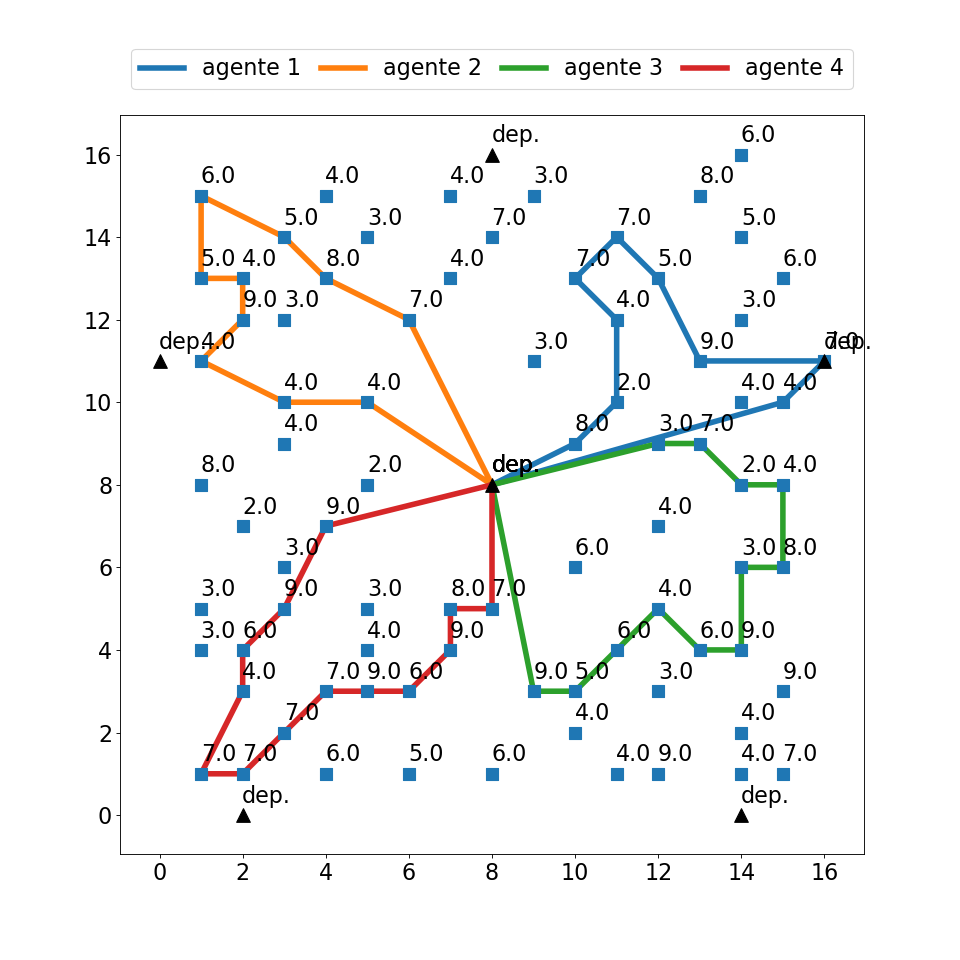 agente 1 agente 2 agente 3 agente 4
dep. 6.0
16
6.0 4.0 4.0 3.0 8.0
5.0 3.0 7.0 7.0 5.0
14
5.0 4.0 8.0 4.0 7.0 5.0 6.0
9.0 3.0 7.0 4.0 3.0
12
dep. 4.0 3.0 9.0 7.0 dep.
4.0 4.0 2.0 4.0 4.0
10
4.0 8.0 3.0 7.0
8.0 2.0 dep. 2.0 4.0
8
2.0 9.0 4.0
3.0 6.0 3.0 8.0
6
3.0 9.0 3.0 8.0 7.0 4.0
3.0 6.0 4.0 9.0 6.0 6.0 9.0
4
4.0 7.0 9.0 6.0 9.0 5.0 3.0 9.0
7.0 4.0 4.0
2
7.0 7.0 6.0 5.0 6.0 4.0 9.0 4.0 7.0
dep. dep.
0
0 2 4 6 8 10 12 14 16